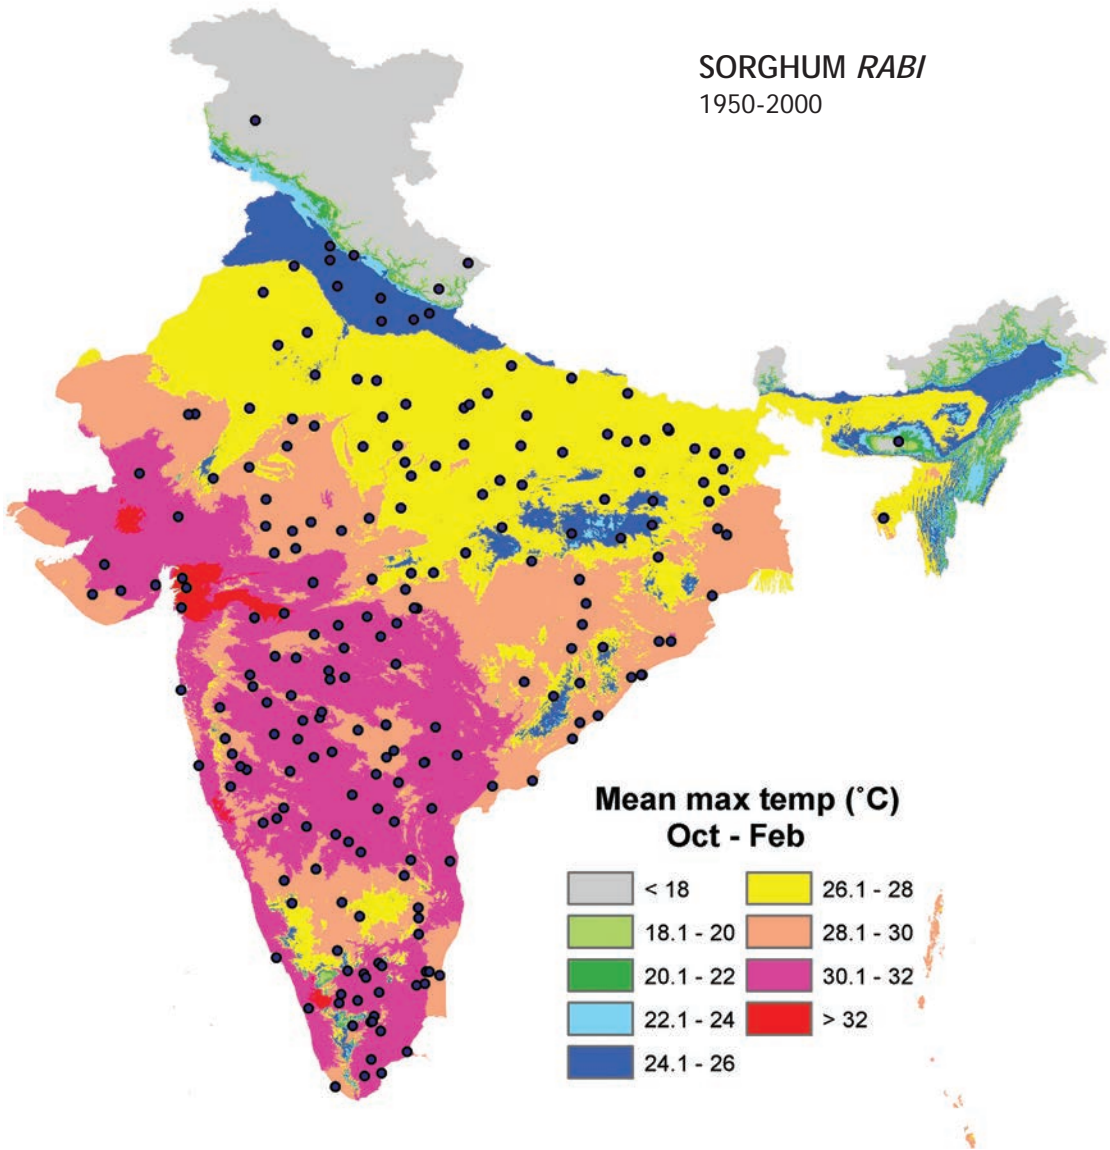 SORGHUM RABI
1950-2000
Mean max temp (˚C)
Oct - Feb
< 18
18.1 - 20
20.1 - 22
22.1 - 24
24.1 - 26
26.1 - 28
28.1 - 30
30.1 - 32
> 32